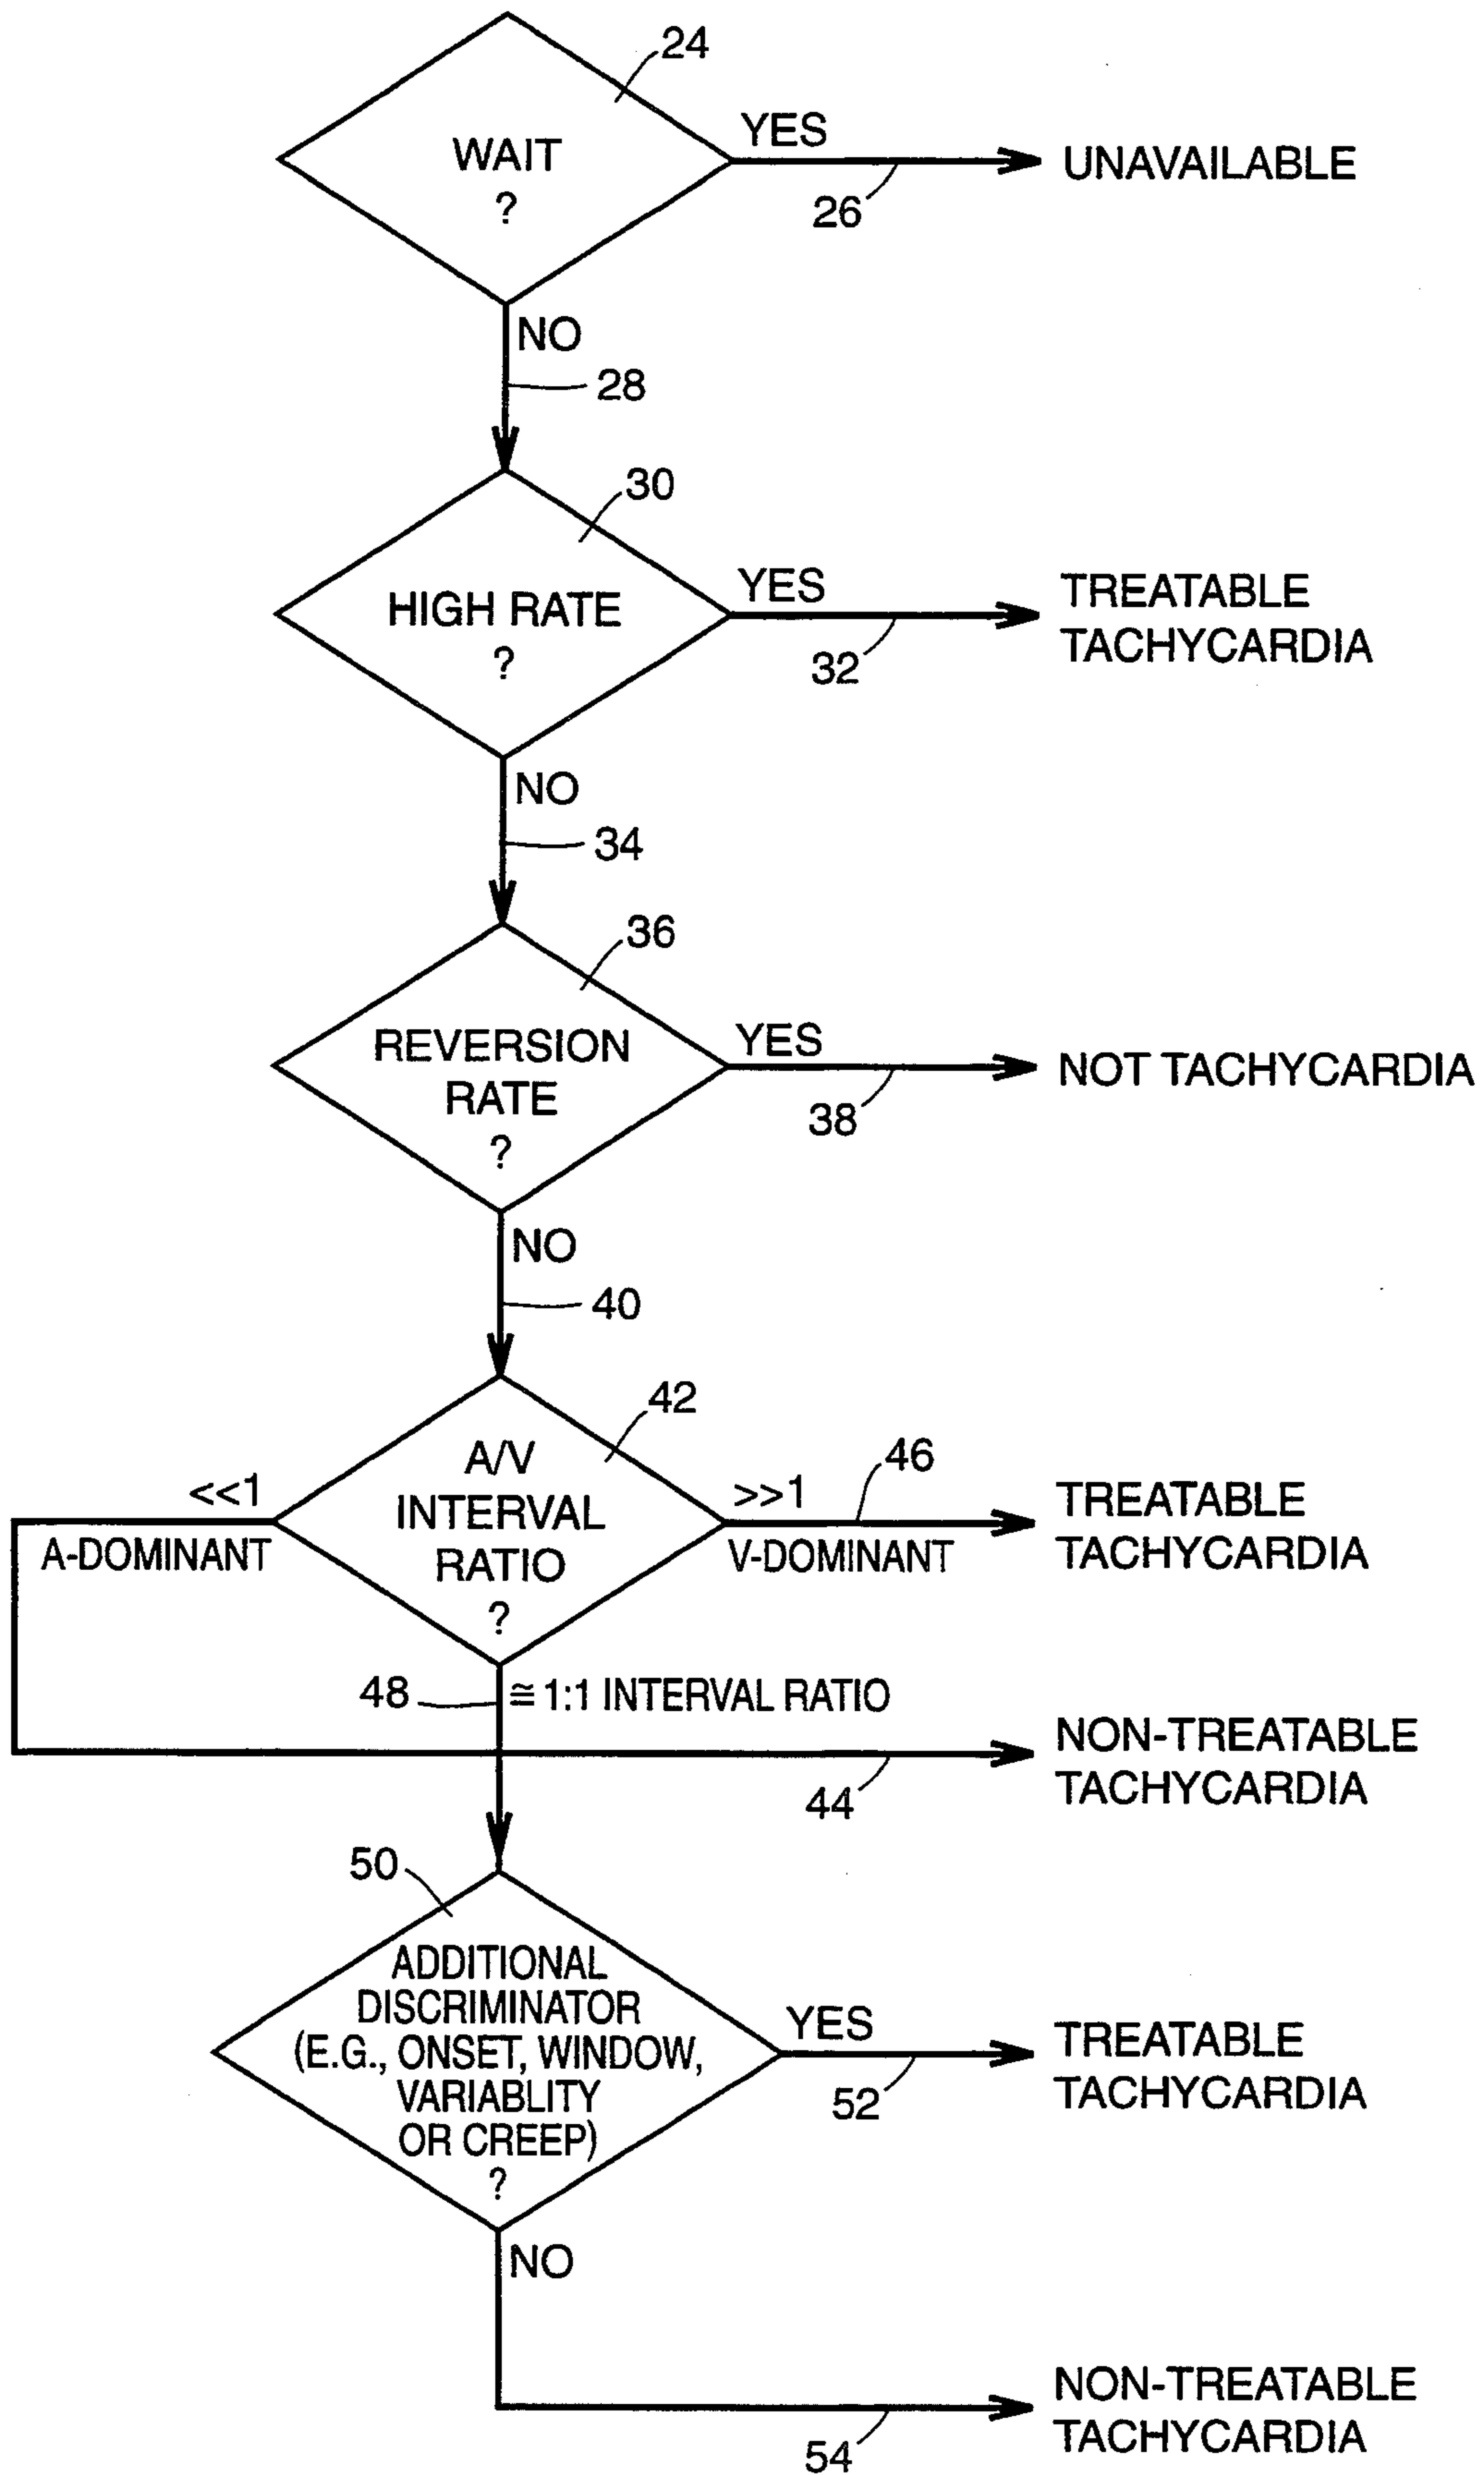 24
WAIT
?
YES
26
UNAVAILABLE
NO
28
30
HIGH RATE
?
YES
32
TREATABLE
TACHYCARDIA
NO
34
36
REVERSION
RATE
?
YES
38
NOT TACHYCARDIA
NO
40
42
A/V
INTERVAL
RATIO
?
<<1
A-DOMINANT
>>1
V-DOMINANT
46
TREATABLE
TACHYCARDIA
48
≅ 1:1 INTERVAL RATIO
44
NON-TREATABLE
TACHYCARDIA
50
ADDITIONAL
DISCRIMINATOR
(E.G., ONSET, WINDOW,
VARIABLITY
OR CREEP)
?
YES
52
TREATABLE
TACHYCARDIA
NO
54
NON-TREATABLE
TACHYCARDIA